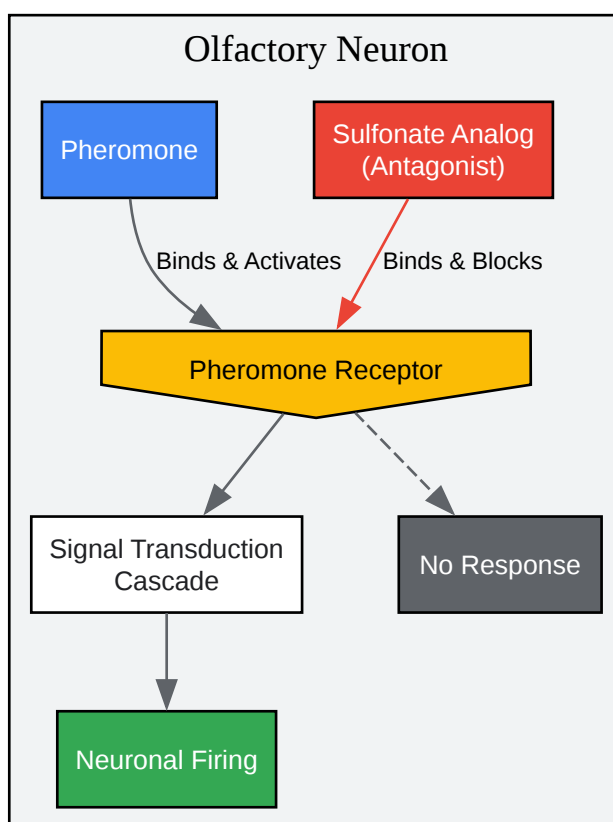 Olfactory Neuron
Pheromone
Sulfonate Analog
(Antagonist)
Binds & Activates
Binds & Blocks
Pheromone Receptor
Signal Transduction
Cascade
No Response
Neuronal Firing